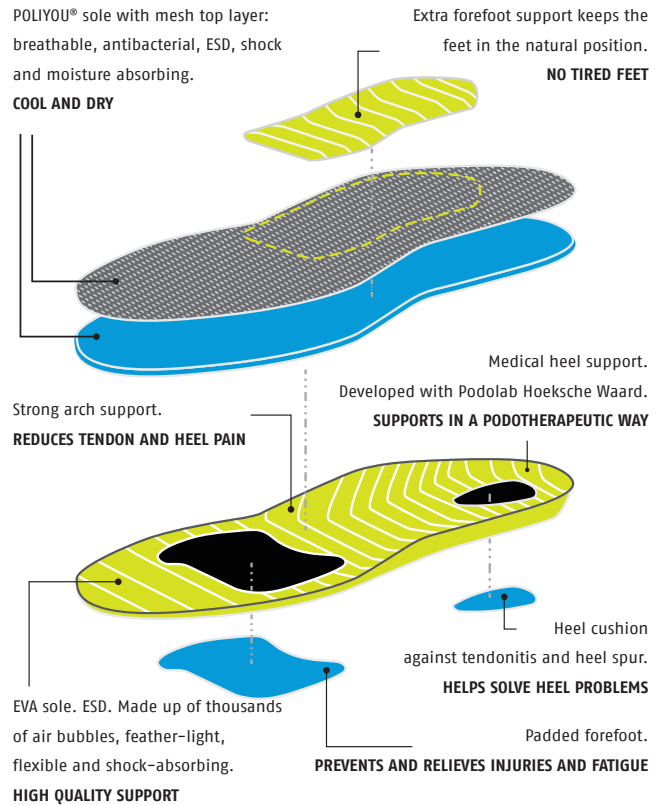 POLIYOU® sole with mesh top layer:
breathable, antibacterial, ESD, shock
and moisture absorbing.
COOL AND DRY
Extra forefoot support keeps the
feet in the natural position.
NO TIRED FEET
Medical heel support.
Developed with Podolab Hoeksche Waard.
SUPPORTS IN A PODOTHERAPEUTIC WAY
Strong arch support.
REDUCES TENDON AND HEEL PAIN
Heel cushion
against tendonitis and heel spur.
HELPS SOLVE HEEL PROBLEMS
EVA sole. ESD. Made up of thousands
of air bubbles, feather-light,
flexible and shock-absorbing.
HIGH QUALITY SUPPORT
Padded forefoot.
PREVENTS AND RELIEVES INJURIES AND FATIGUE